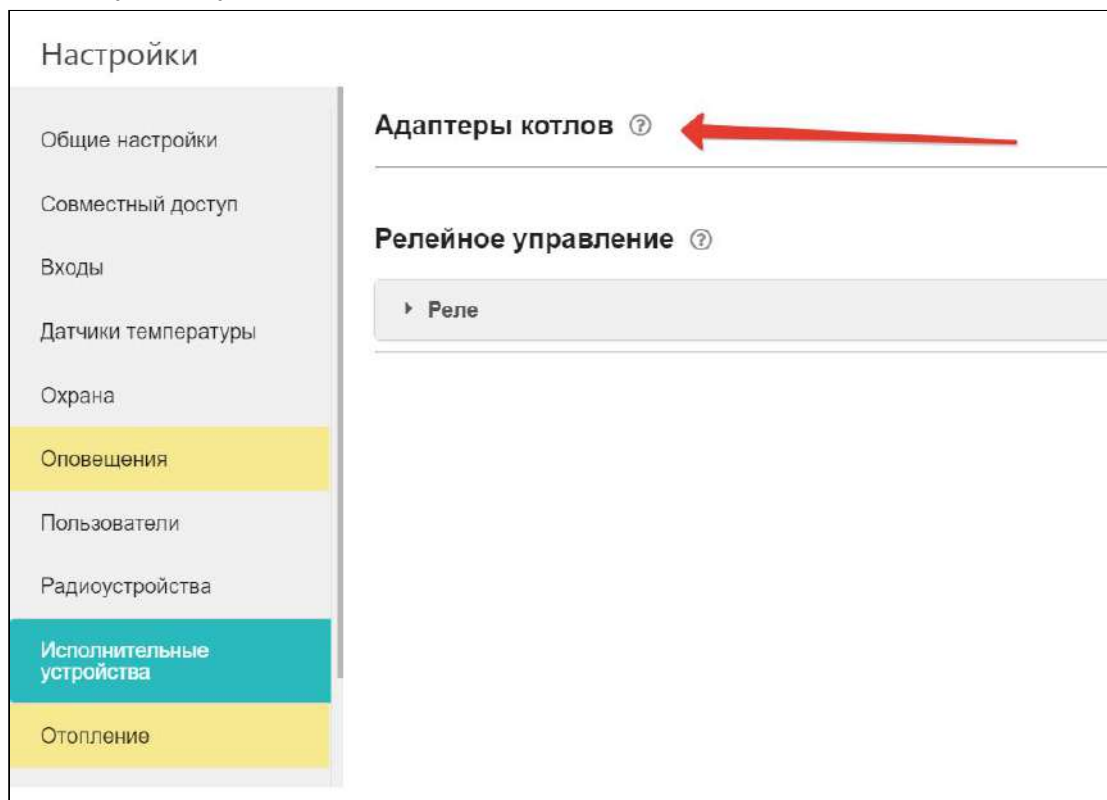 Настройки
Общие настройки
Совместный доступ
Входы
Датчики температуры
Охрана
Оповещения
Пользователи
Радиоустройства
Исполнительные
устройства
Отопление
Адаптеры котлов ?
Релейное управление ?
Реле